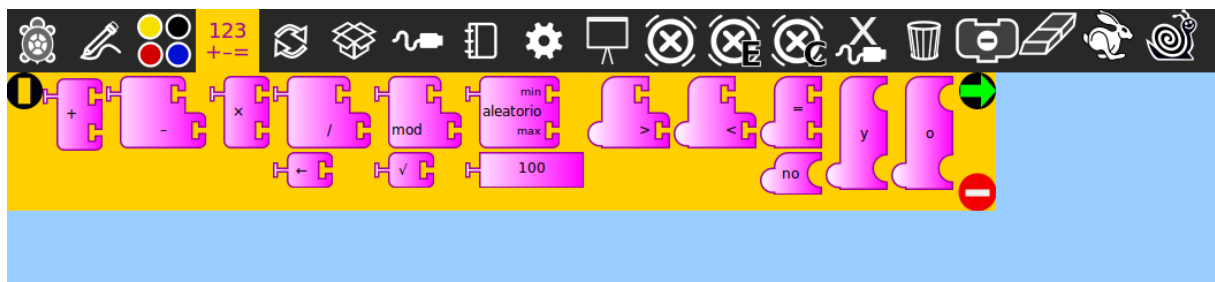 123
+-=
E
C
+
-
×
/
mod
min
aleatorio
max
>
<
=
y
o
←
√
100
no